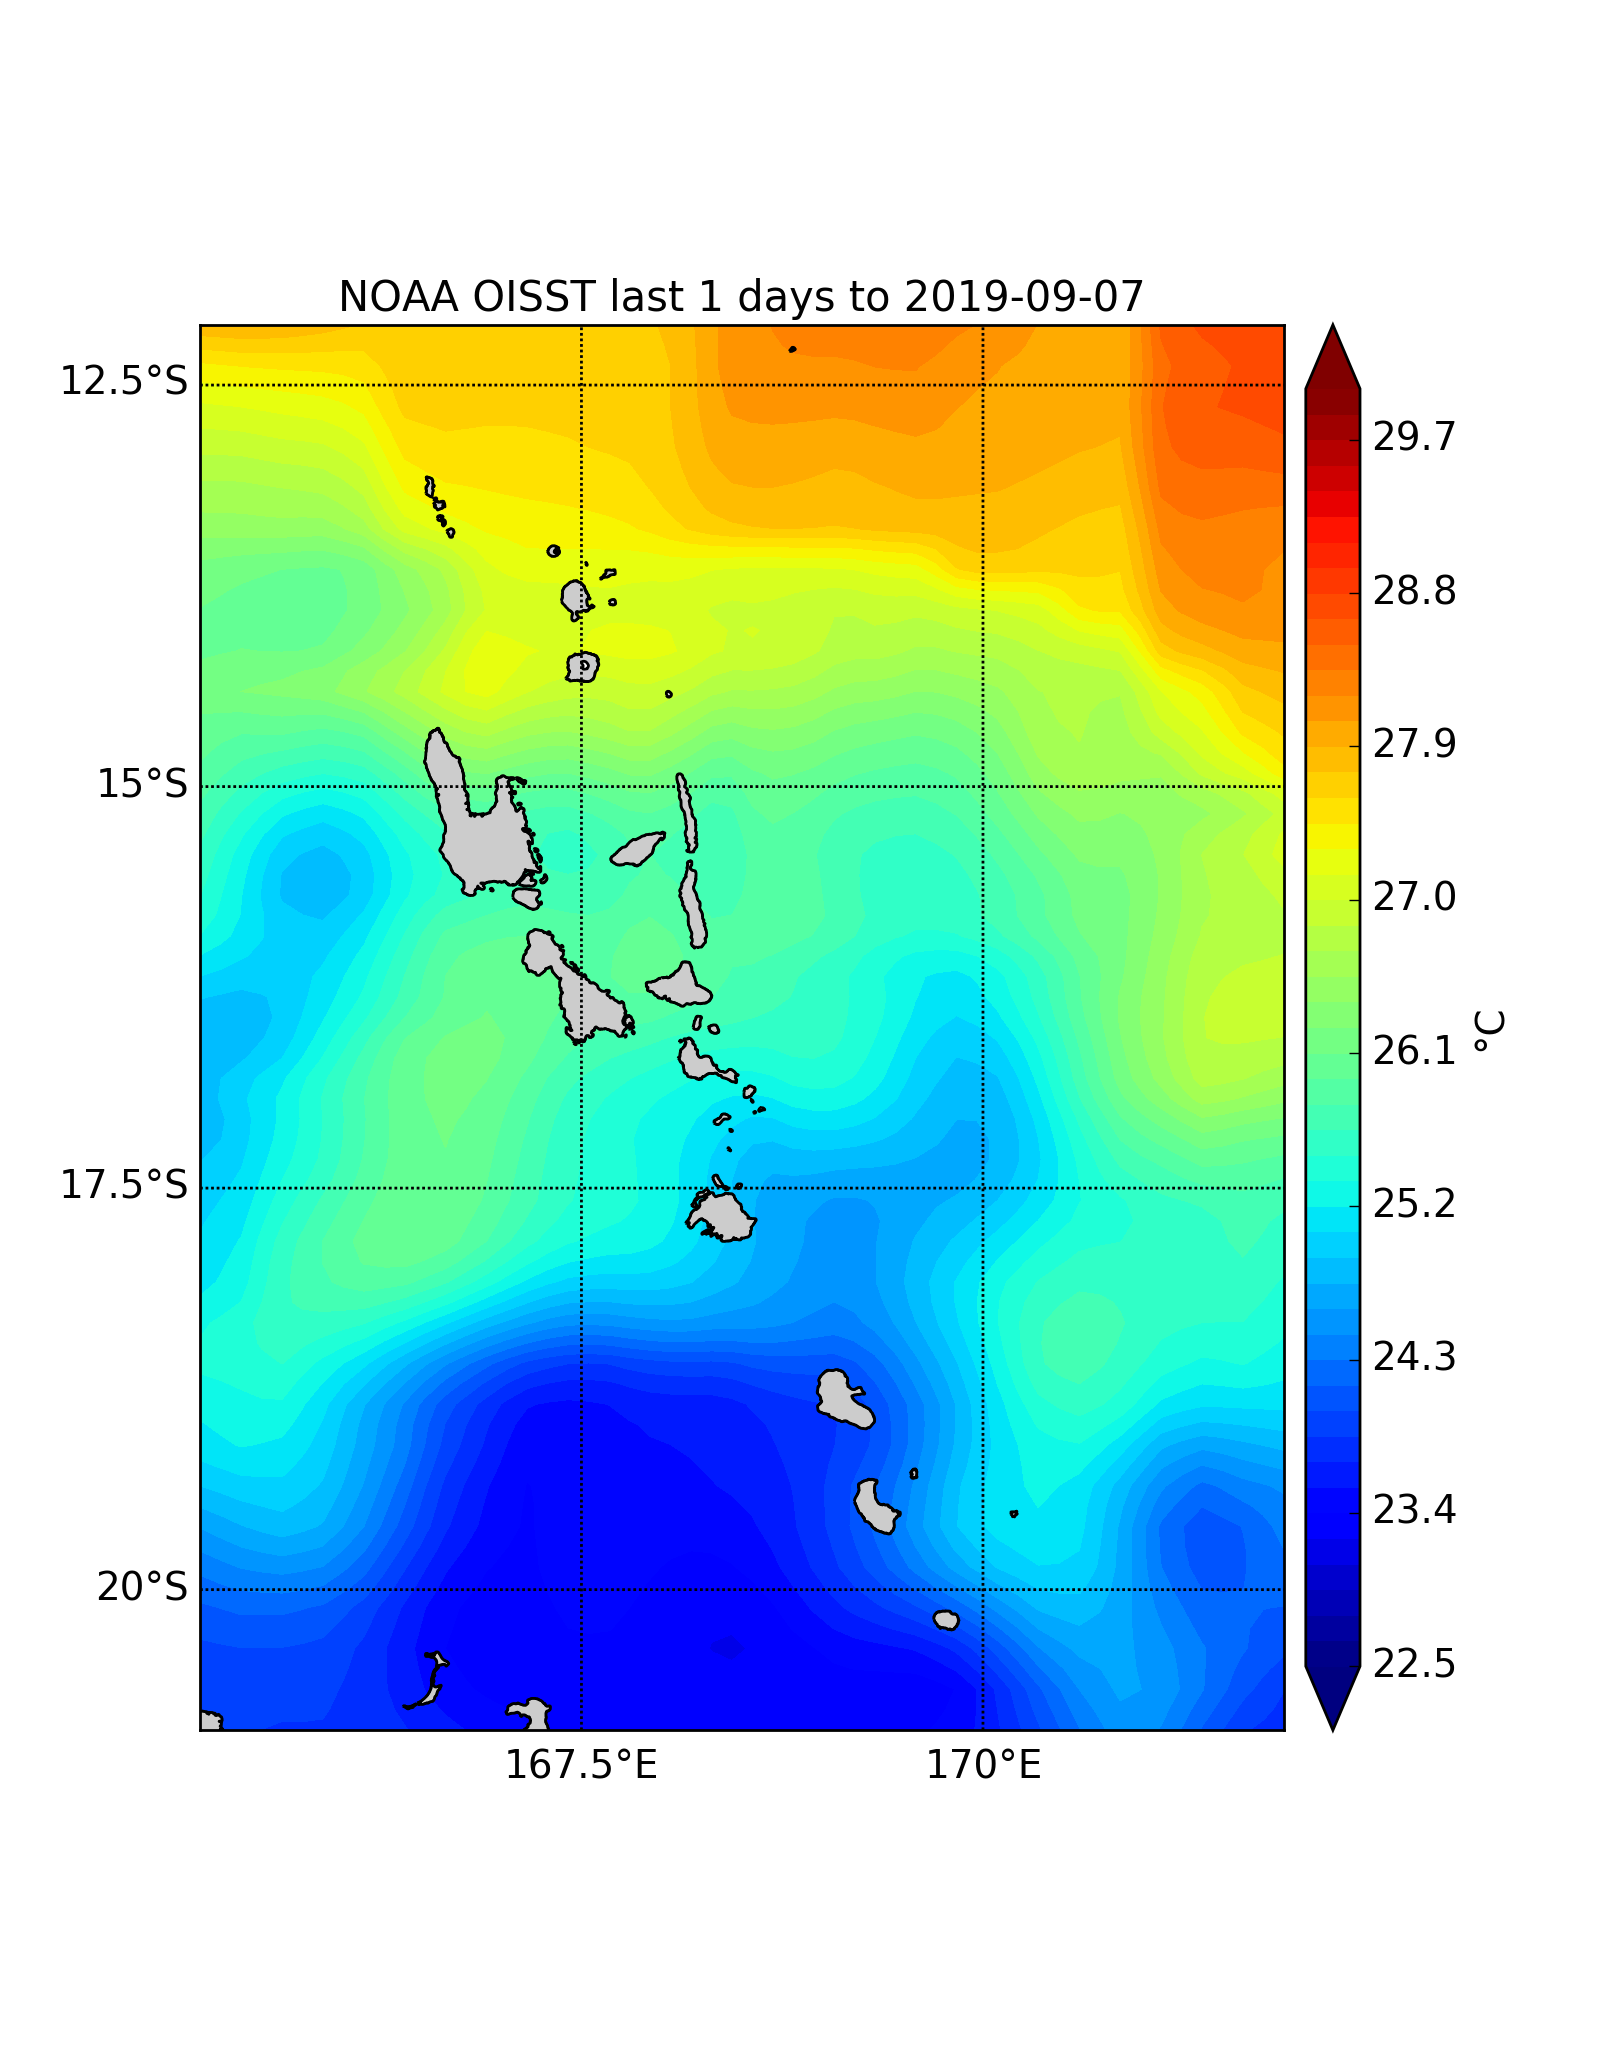 NOAA OISST last 1 days to 2019-09-07
12.5°S
15°S
17.5°S
20°S
167.5°E
170°E
29.7
28.8
27.9
27.0
26.1
25.2
24.3
23.4
22.5
°C